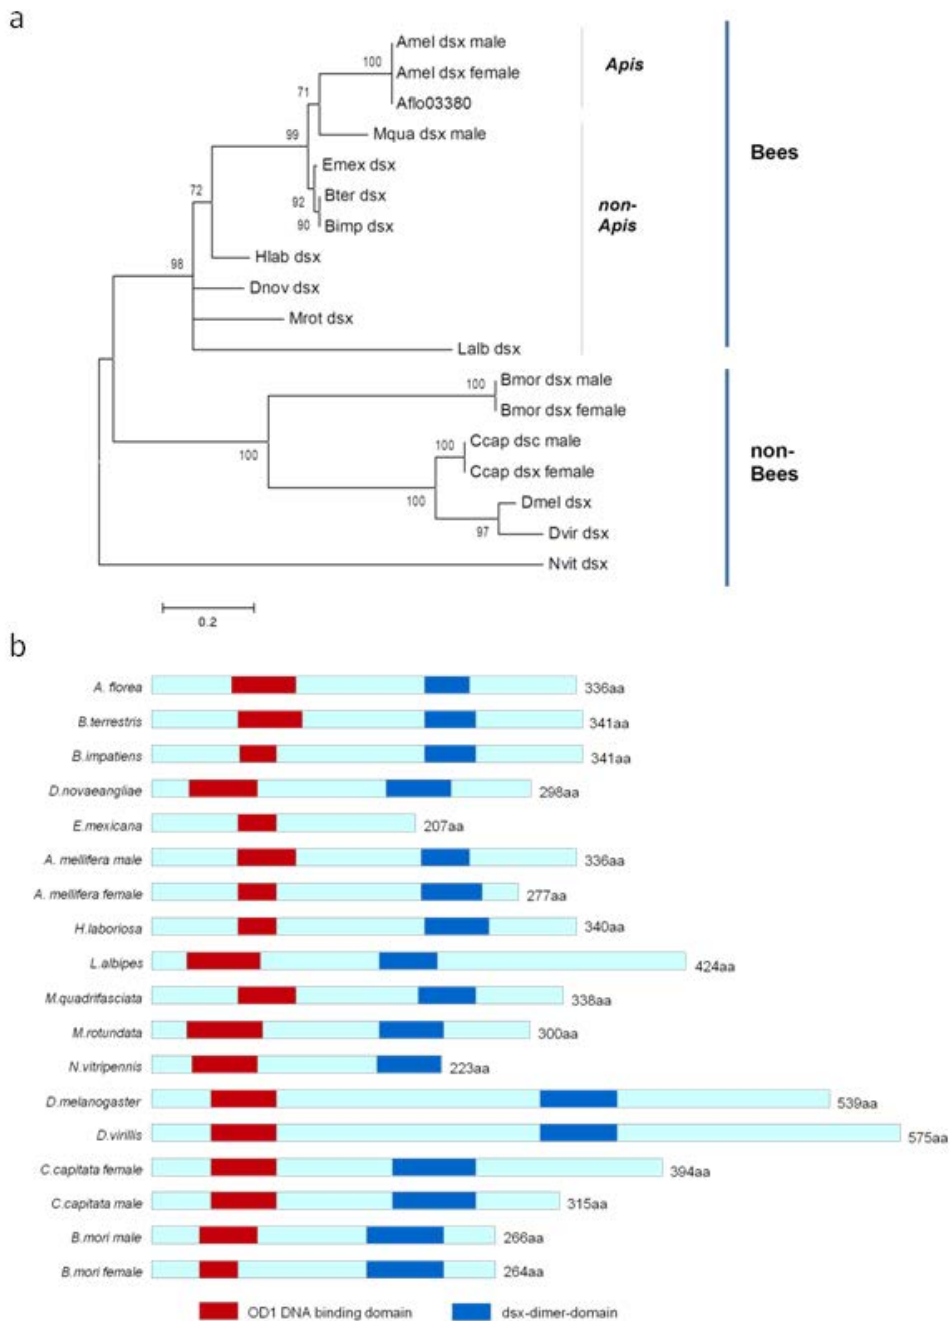 a
Amel dsx male
100
Amel dsx female
Apis
Aflo03380
71
Mqua dsx male
99
Bees
Emex dsx
Bter dsx
92
non-
Apis
Bimp dsx
90
72
Hlab dsx
98
Dnov dsx
Mrot dsx
Lalb dsx
Bmor dsx male
100
Bmor dsx female
Ccap dsc male
100
100
non-
Bees
Ccap dsx female
100
Dmel dsx
97
Dvir dsx
Nvit dsx
0.2
b
A. florea 336aa
B.terrestris 341aa
B.impatiens 341aa
D.novaeangliae 298aa
E.mexicana 207aa
A. mellifera male 336aa
A. mellifera female 277aa
H.laboriosa 340aa
L.albipes 424aa
M.quadrifasciata 338aa
M.rotundata 300aa
N.vitripennis 223aa
D.melanogaster 539aa
D.virillis 575aa
C.capitata female 394aa
C.capitata male 315aa
B.mori male 266aa
B.mori female 264aa
OD1 DNA binding domain dsx-dimer-domain